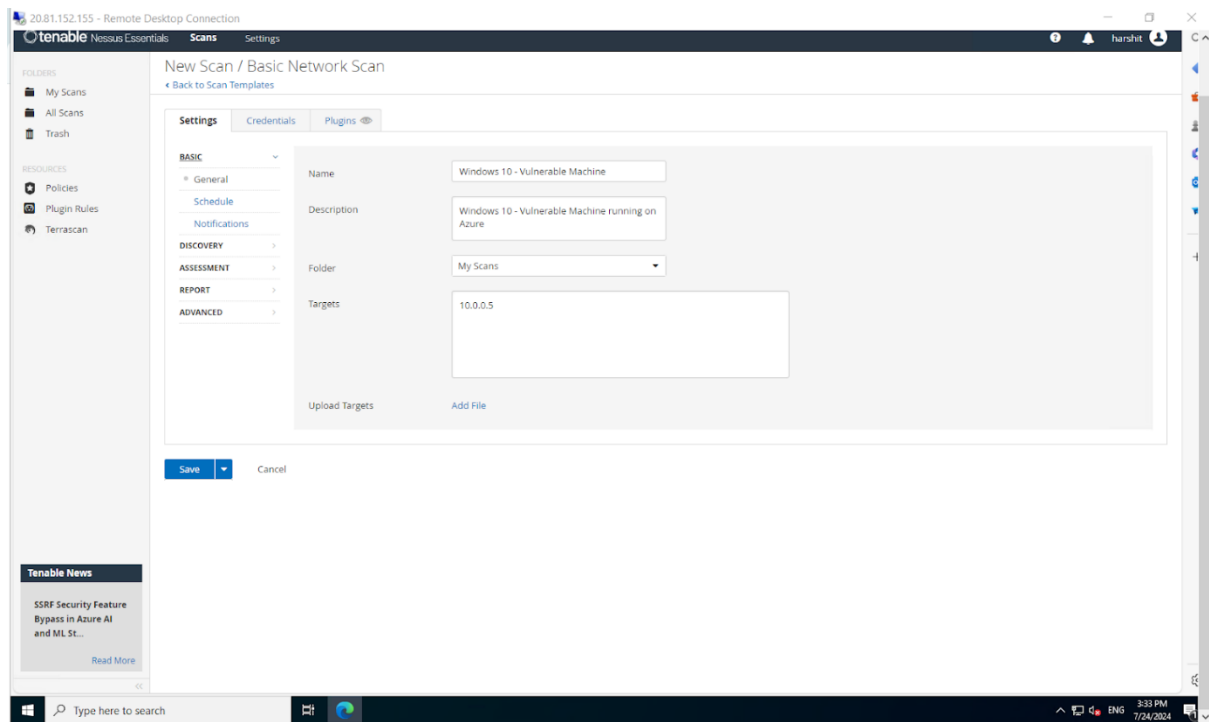 20.81.152.155 - Remote Desktop Connection
tenable Nessus Essentials Scans Settings harshit
FOLDERS
My Scans
All Scans
Trash
RESOURCES
Policies
Plugin Rules
Terrascan
New Scan / Basic Network Scan
Back to Scan Templates
Settings Credentials Plugins
BASIC
General
Schedule
Notifications
DISCOVERY
ASSESSMENT
REPORT
ADVANCED
Name Windows 10 - Vulnerable Machine
Description Windows 10 - Vulnerable Machine running on
Azure
Folder My Scans
Targets 10.0.0.5
Upload Targets Add File
Save Cancel
Tenable News
SSRF Security Feature
Bypass in Azure AI
and ML St...
Read More
Type here to search
ENG 3:33 PM
7/24/2024